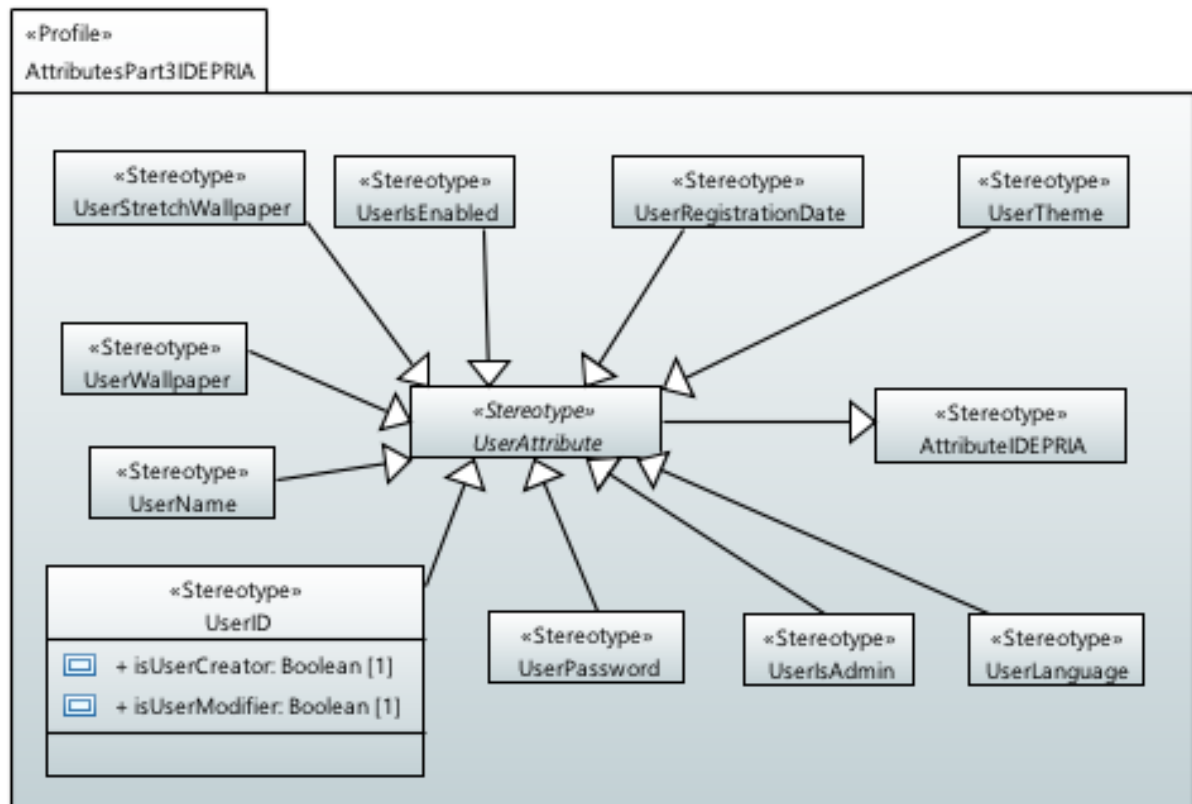 «Profile»
AttributesPart3IDEPRIA
«Stereotype»
UserStretchWallpaper
«Stereotype»
UserIsEnabled
«Stereotype»
UserRegistrationDate
«Stereotype»
UserTheme
«Stereotype»
UserWallpaper
«Stereotype»
UserAttribute
«Stereotype»
AttributeIDEPRIA
«Stereotype»
UserName
«Stereotype»
UserID
+ isUserCreator: Boolean [1]
+ isUserModifier: Boolean [1]
«Stereotype»
UserPassword
«Stereotype»
UserIsAdmin
«Stereotype»
UserLanguage